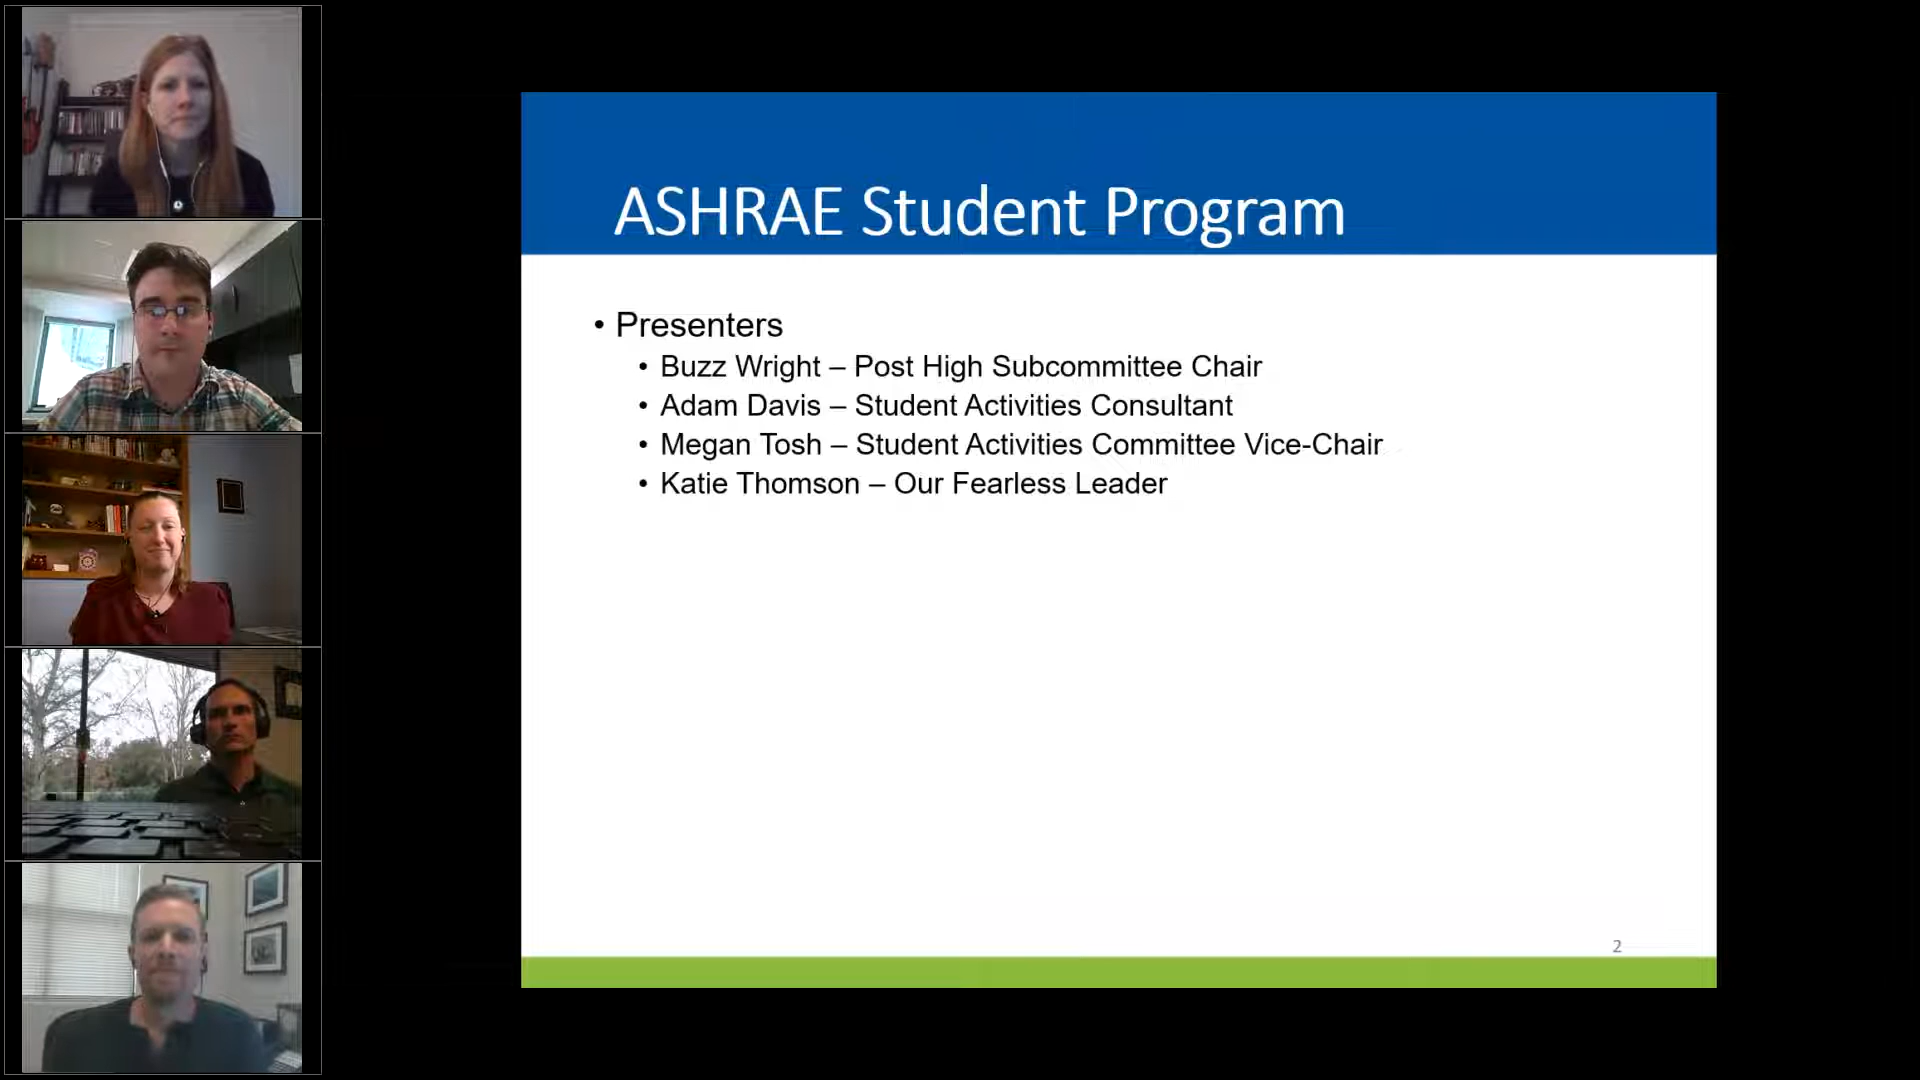 ASHRAE Student Program
• Presenters
• Buzz Wright – Post High Subcommittee Chair
• Adam Davis – Student Activities Consultant
• Megan Tosh – Student Activities Committee Vice-Chair
• Katie Thomson – Our Fearless Leader
2